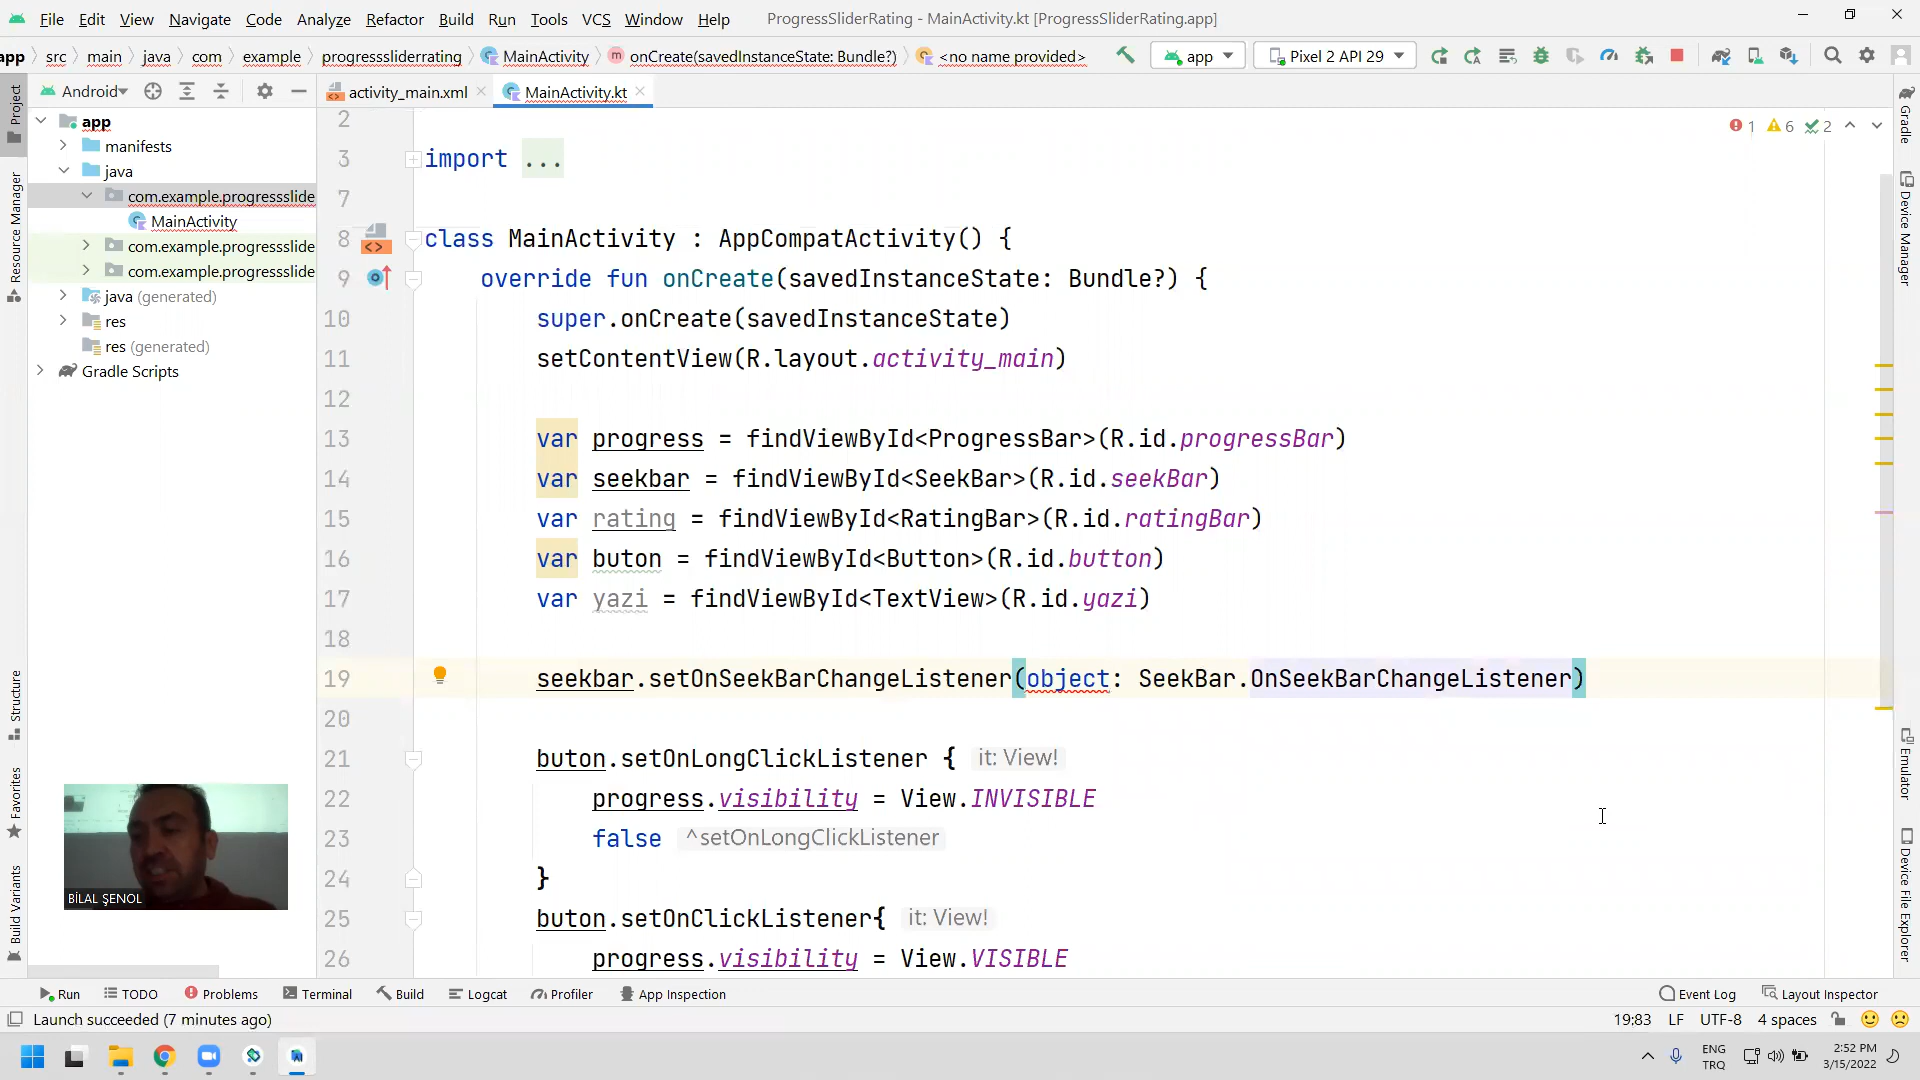 File Edit View Navigate Code Analyze Refactor Build Run Tools VCS Window Help ProgressSliderRating - MainActivity.kt [ProgressSliderRating.app]
app src main java com example progresssliderrating MainActivity onCreate(savedInstanceState: Bundle?) <no name provided> app Pixel 2 API 29
Android activity_main.xml MainActivity.kt
Project
Resource Manager
Structure
Favorites
Build Variants
app
manifests
java
com.example.progressslide
MainActivity
com.example.progressslide
com.example.progressslide
java (generated)
res
res (generated)
Gradle Scripts
1 6 2
2
3 import ...
7
8 class MainActivity : AppCompatActivity() {
9 override fun onCreate(savedInstanceState: Bundle?) {
10 super.onCreate(savedInstanceState)
11 setContentView(R.layout.activity_main)
12
13 var progress = findViewById<ProgressBar>(R.id.progressBar)
14 var seekbar = findViewById<SeekBar>(R.id.seekBar)
15 var rating = findViewById<RatingBar>(R.id.ratingBar)
16 var buton = findViewById<Button>(R.id.button)
17 var yazi = findViewById<TextView>(R.id.yazi)
18
19 seekbar.setOnSeekBarChangeListener(object: SeekBar.OnSeekBarChangeListener)
20
21 buton.setOnLongClickListener { it: View!
22 progress.visibility = View.INVISIBLE
23 false ^setOnLongClickListener
24 }
25 buton.setOnClickListener{ it: View!
26 progress.visibility = View.VISIBLE
BİLAL ŞENOL
Gradle
Device Manager
Emulator
Device File Explorer
Run TODO Problems Terminal Build Logcat Profiler App Inspection Event Log Layout Inspector
Launch succeeded (7 minutes ago) 19:83 LF UTF-8 4 spaces
ENG
TRQ
2:52 PM
3/15/2022